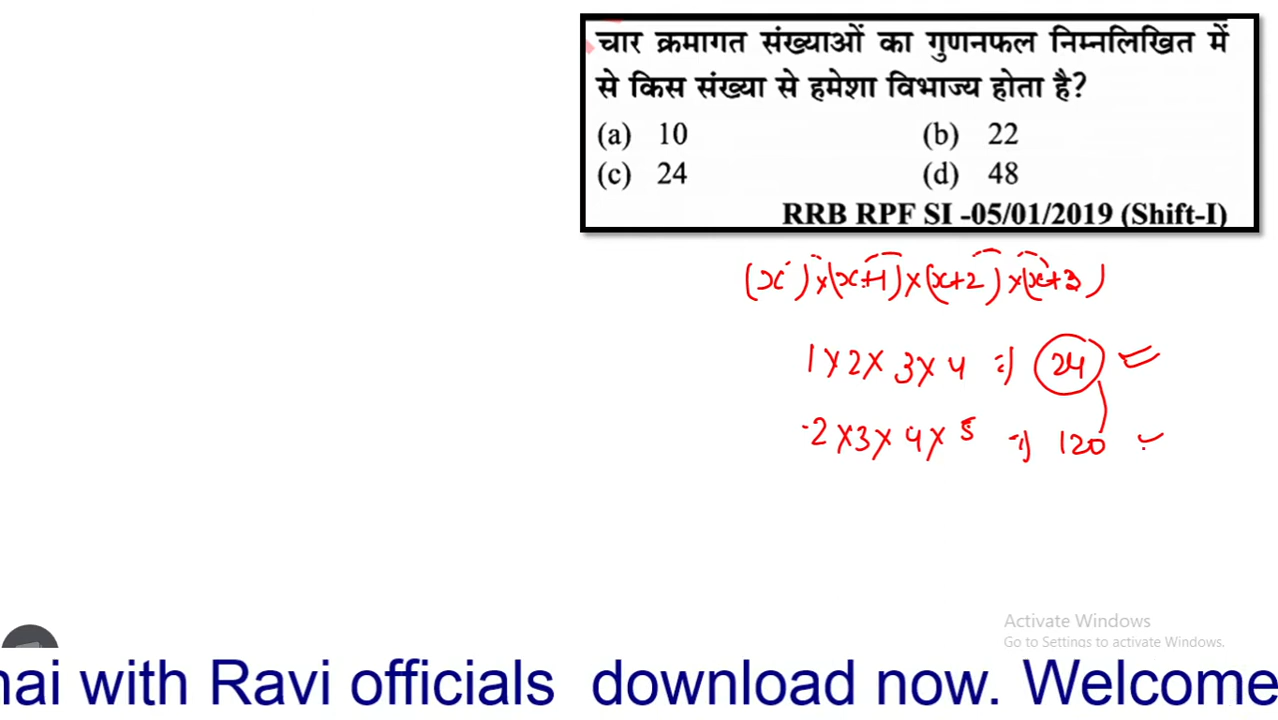 चार क्रमागत संख्याओं का गुणनफल निम्नलिखित में
से किस संख्या से हमेशा विभाज्य होता है?
(a) 10 (b) 22
(c) 24 (d) 48
RRB RPF SI -05/01/2019 (Shift-I)
(x) × (x+1) × (x+2) × (x+3)
1 × 2 × 3 × 4 ⇒ 24
2 × 3 × 4 × 5 ⇒ 120
Activate Windows
Go to Settings to activate Windows.
with Ravi officials download now. Welcome